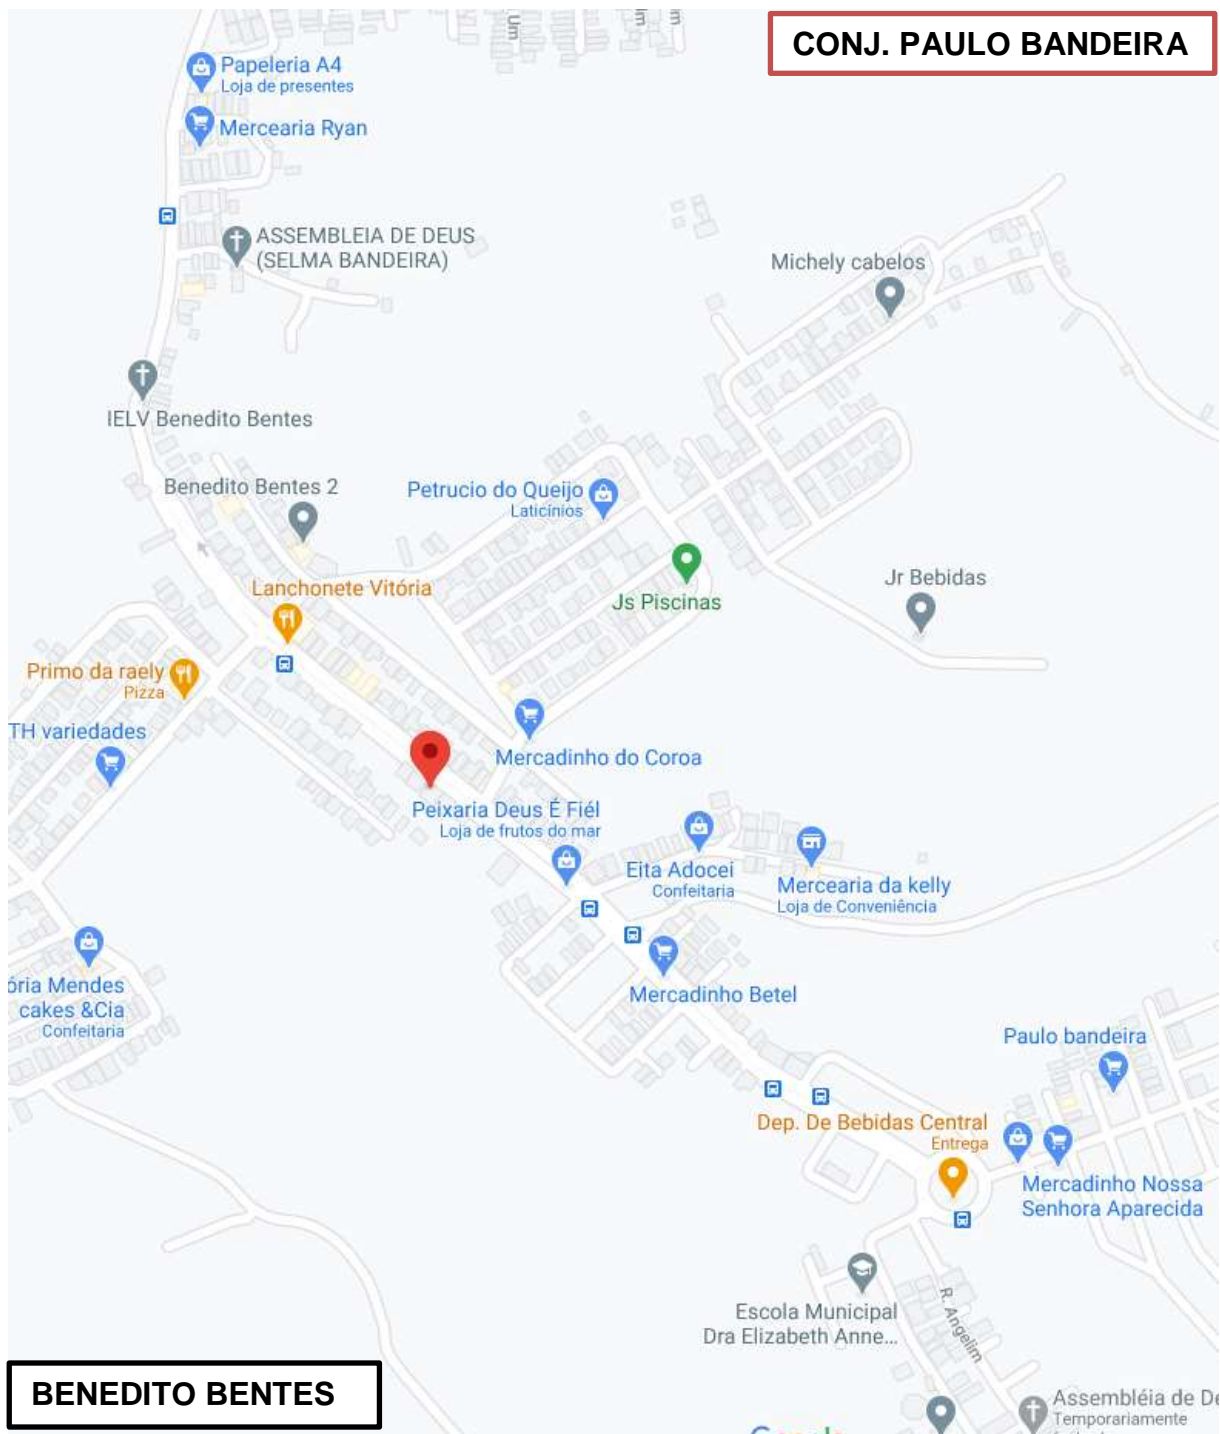 CONJ. PAULO BANDEIRA
Um
Papeleria A4
Loja de presentes
Mercearia Ryan
ASSEMBLEIA DE DEUS
(SELMA BANDEIRA)
Michely cabelos
IELV Benedito Bentes
Benedito Bentes 2
Petrucio do Queijo
Laticínios
Lanchonete Vitória
Js Piscinas
Jr Bebidas
Primo da raely
Pizza
TH variedades
Mercadinho do Coroa
Peixaria Deus É Fiél
Loja de frutos do mar
Eita Adocei
Confeitaria
Mercearia da kelly
Loja de Conveniência
ória Mendes
cakes &Cia
Confeitaria
Mercadinho Betel
Paulo bandeira
Dep. De Bebidas Central
Entrega
Mercadinho Nossa
Senhora Aparecida
Escola Municipal
Dra Elizabeth Anne...
R. Angelim
BENEDITO BENTES
Assembléia de De
Temporariamente